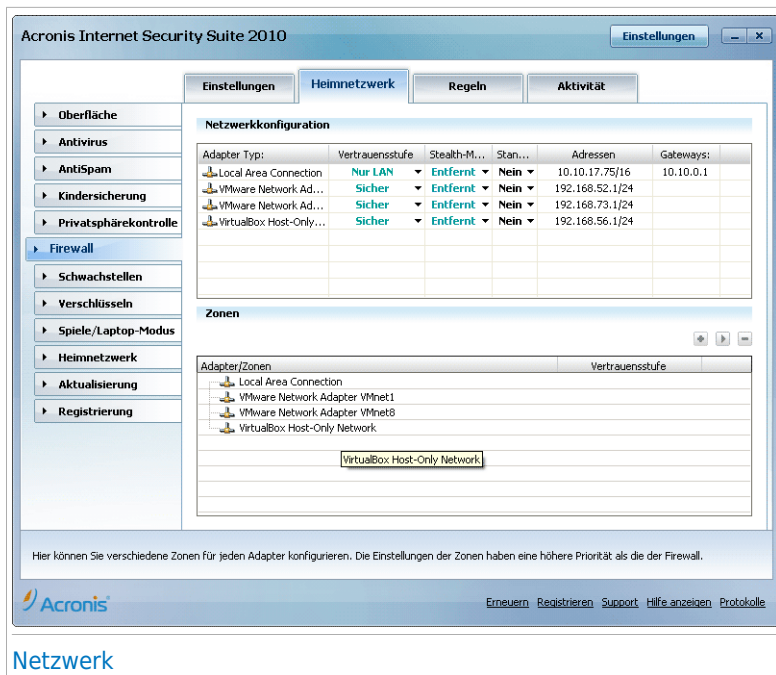 Acronis Internet Security Suite 2010
Einstellungen
Einstellungen
Heimnetzwerk
Regeln
Aktivität
Oberfläche
Antivirus
AntiSpam
Kindersicherung
Privatsphärekontrolle
Firewall
Schwachstellen
Verschlüsseln
Spiele/Laptop-Modus
Heimnetzwerk
Aktualisierung
Registrierung
Netzwerkkonfiguration
Adapter Typ: Vertrauensstufe Stealth-M... Stan... Adressen Gateways:
Local Area Connection Nur LAN Entfernt Nein 10.10.17.75/16 10.10.0.1
VMware Network Ad... Sicher Entfernt Nein 192.168.52.1/24
VMware Network Ad... Sicher Entfernt Nein 192.168.73.1/24
VirtualBox Host-Only... Sicher Entfernt Nein 192.168.56.1/24
Zonen
Adapter/Zonen Vertrauensstufe
Local Area Connection
VMware Network Adapter VMnet1
VMware Network Adapter VMnet8
VirtualBox Host-Only Network
VirtualBox Host-Only Network
Hier können Sie verschiedene Zonen für jeden Adapter konfigurieren. Die Einstellungen der Zonen haben eine höhere Priorität als die der Firewall.
Acronis
Erneuern Registrieren Support Hilfe anzeigen Protokolle
Netzwerk